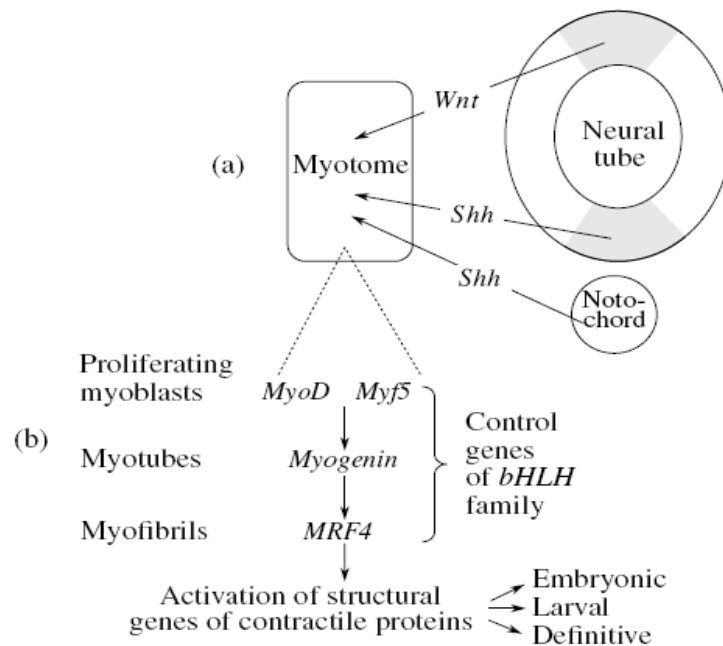 Wnt
Neural
tube
(a)
Myotome
Shh
Shh
Noto-
chord
Proliferating
myoblasts
MyoD Myf5
Control
genes
of bHLH
family
(b)
Myotubes
Myogenin
Myofibrils
MRF4
Activation of structural
genes of contractile proteins
Embryonic
Larval
Definitive